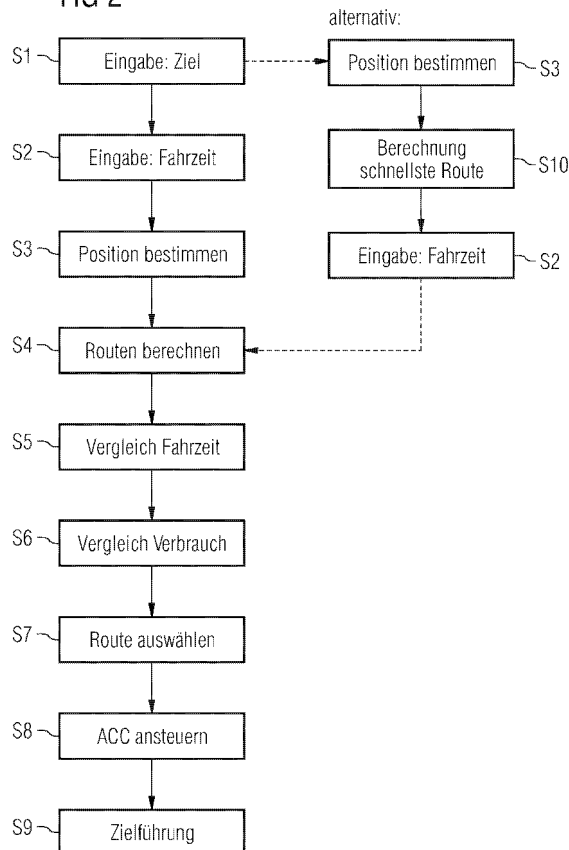 FIG 2
alternativ:
S1
Eingabe: Ziel
Position bestimmen
S3
S2
Eingabe: Fahrzeit
Berechnung
schnellste Route
S10
S3
Position bestimmen
Eingabe: Fahrzeit
S2
S4
Routen berechnen
S5
Vergleich Fahrzeit
S6
Vergleich Verbrauch
S7
Route auswählen
S8
ACC ansteuern
S9
Zielführung